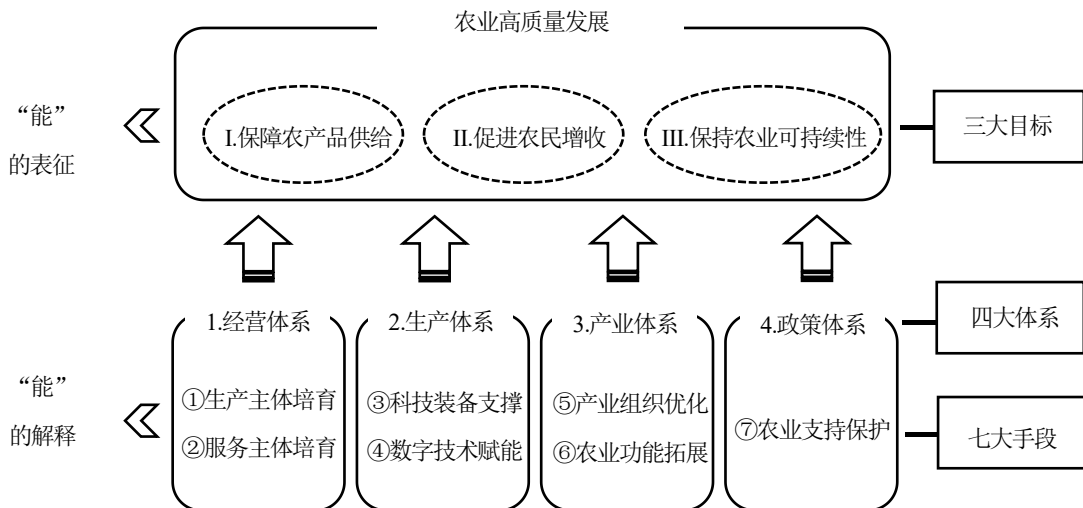 农业高质量发展
“能”
的表征
I.保障农产品供给
II.促进农民增收
III.保持农业可持续性
三大目标
1.经营体系
2.生产体系
3.产业体系
4.政策体系
四大体系
“能”
的解释
①生产主体培育
②服务主体培育
③科技装备支撑
④数字技术赋能
⑤产业组织优化
⑥农业功能拓展
⑦农业支持保护
七大手段